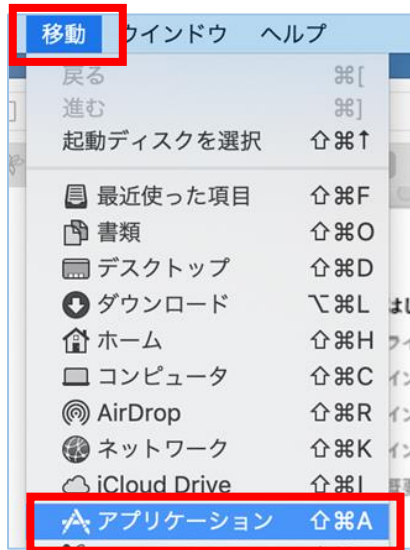 移動 ウインドウ ヘルプ
戻る ⌘[
進む ⌘]
起動ディスクを選択 ⇧⌘↑
最近使った項目 ⇧⌘F
書類 ⇧⌘O
デスクトップ ⇧⌘D
ダウンロード ⌥⌘L
ホーム ⇧⌘H
コンピュータ ⇧⌘C
AirDrop ⇧⌘R
ネットワーク ⇧⌘K
iCloud Drive ⇧⌘I
アプリケーション ⇧⌘A